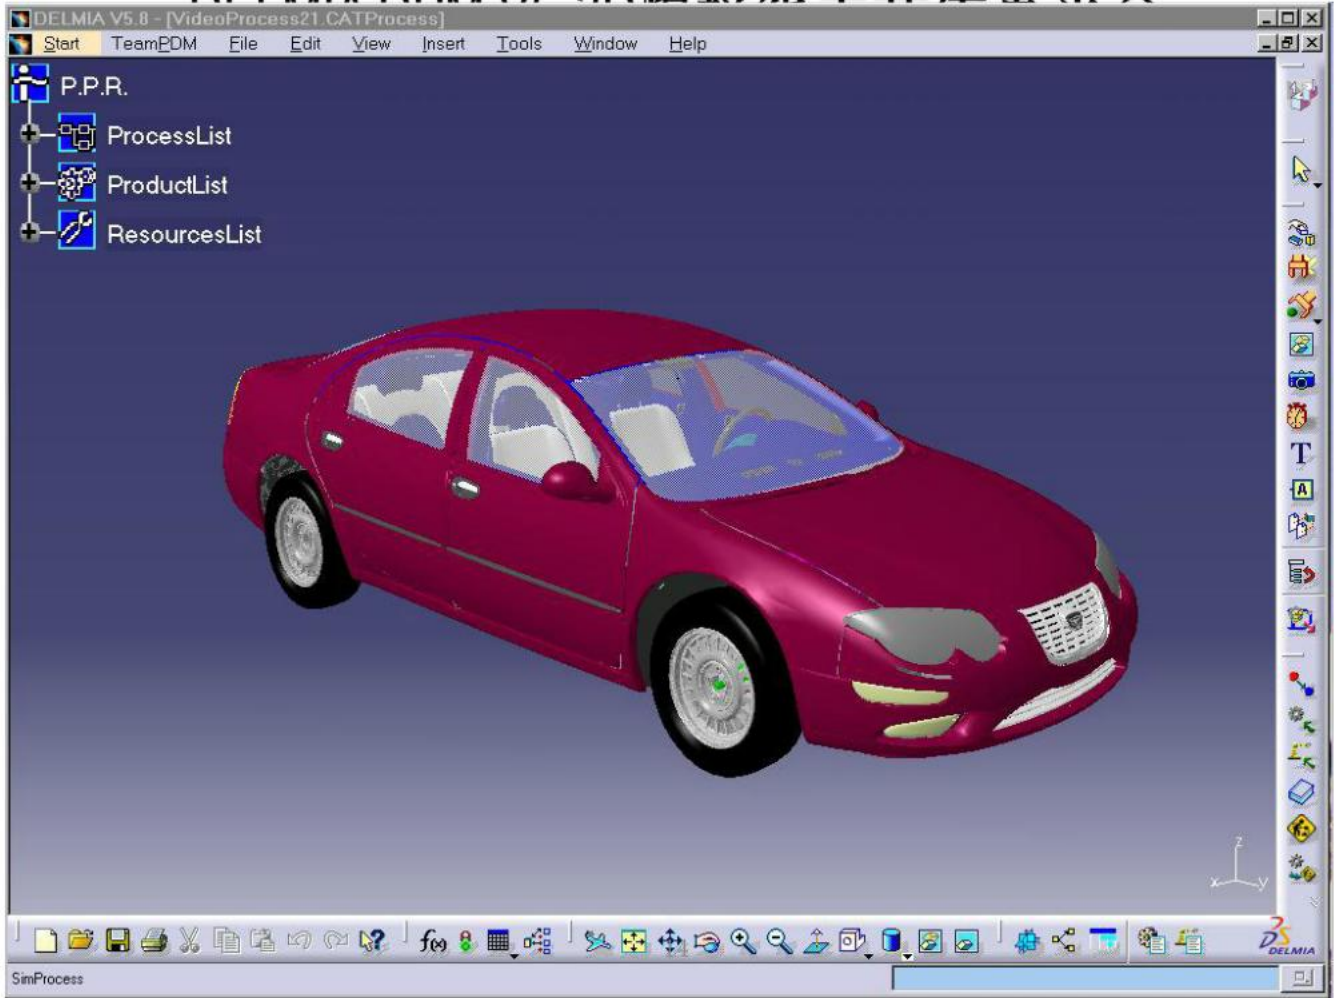 DELMIA V5.8 - [VideoProcess21.CATProcess]
Start TeamPDM File Edit View Insert Tools Window Help
P.P.R.
ProcessList
ProductList
ResourcesList
T
A
z
x y
f(x)
DELMIA
SimProcess